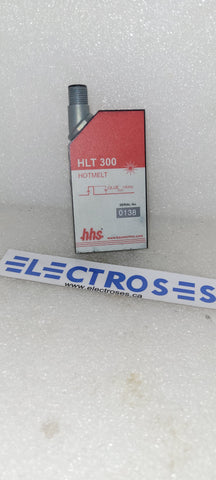 HLT 300
HOTMELT
SERIAL No
0138
hhs
ELECTROSES
www.electroses.ca